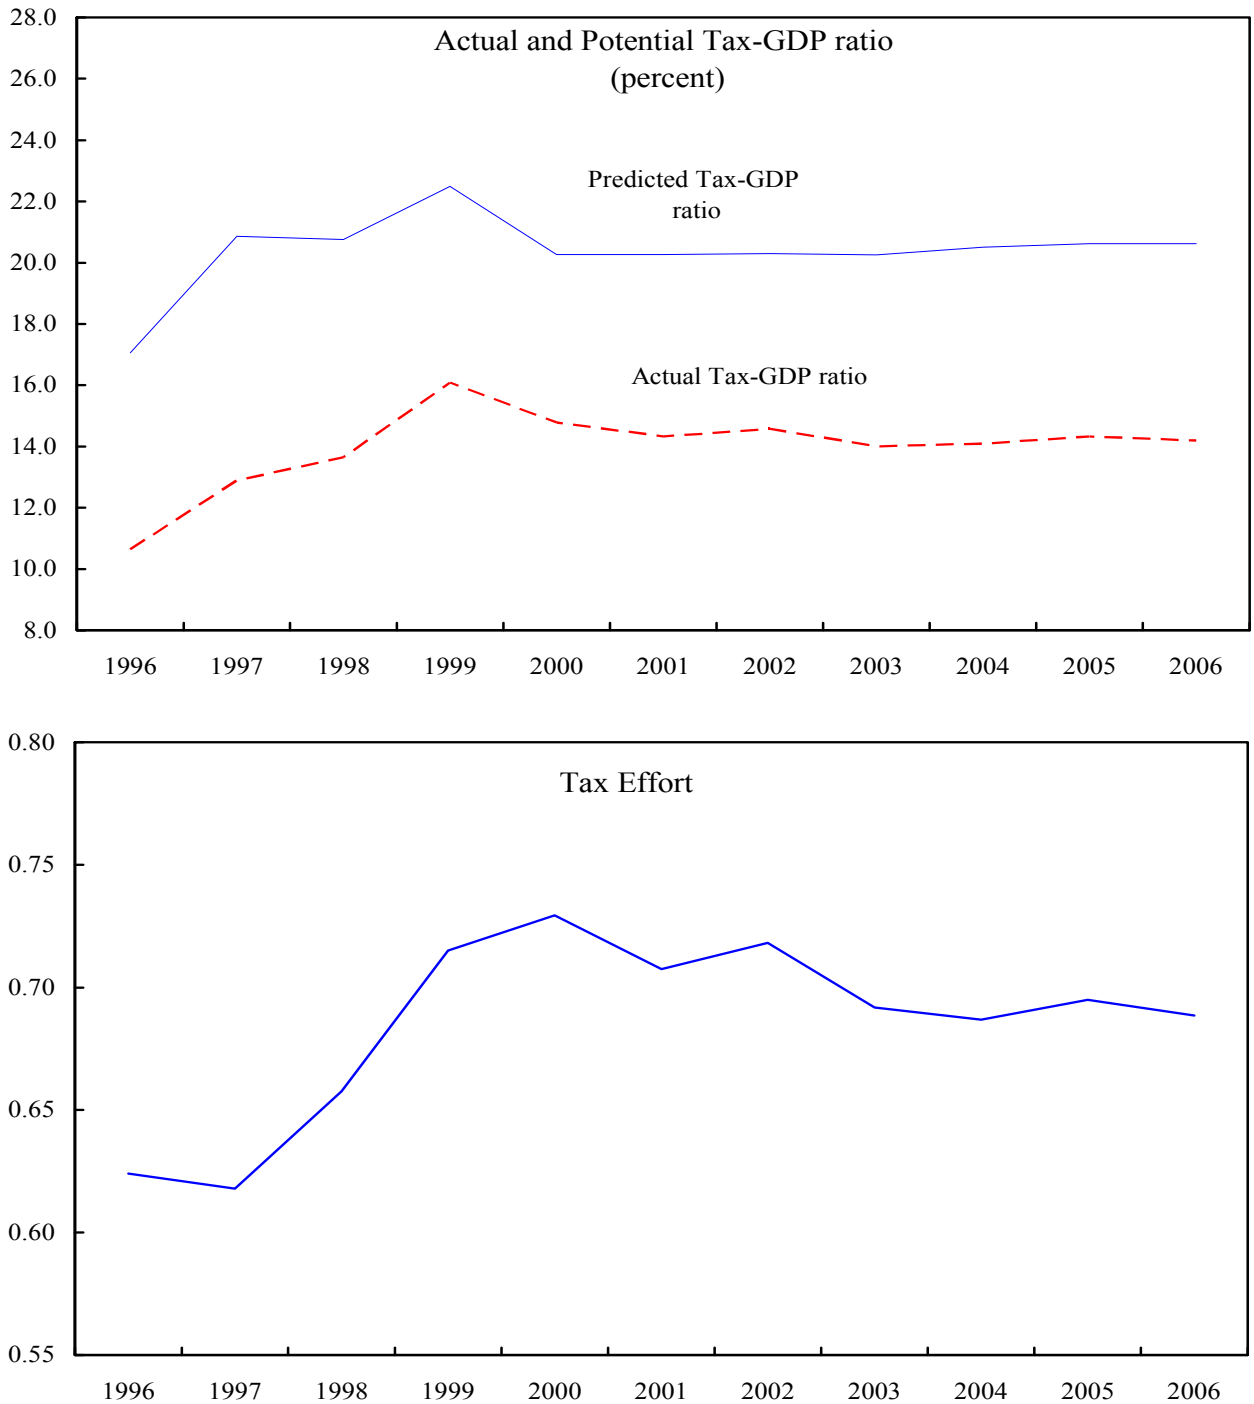 Actual and Potential Tax-GDP ratio
(percent)
28.0
26.0
24.0
22.0
20.0
18.0
16.0
14.0
12.0
10.0
8.0
Predicted Tax-GDP
ratio
Actual Tax-GDP ratio
1996 1997 1998 1999 2000 2001 2002 2003 2004 2005 2006
Tax Effort
0.80
0.75
0.70
0.65
0.60
0.55
1996 1997 1998 1999 2000 2001 2002 2003 2004 2005 2006